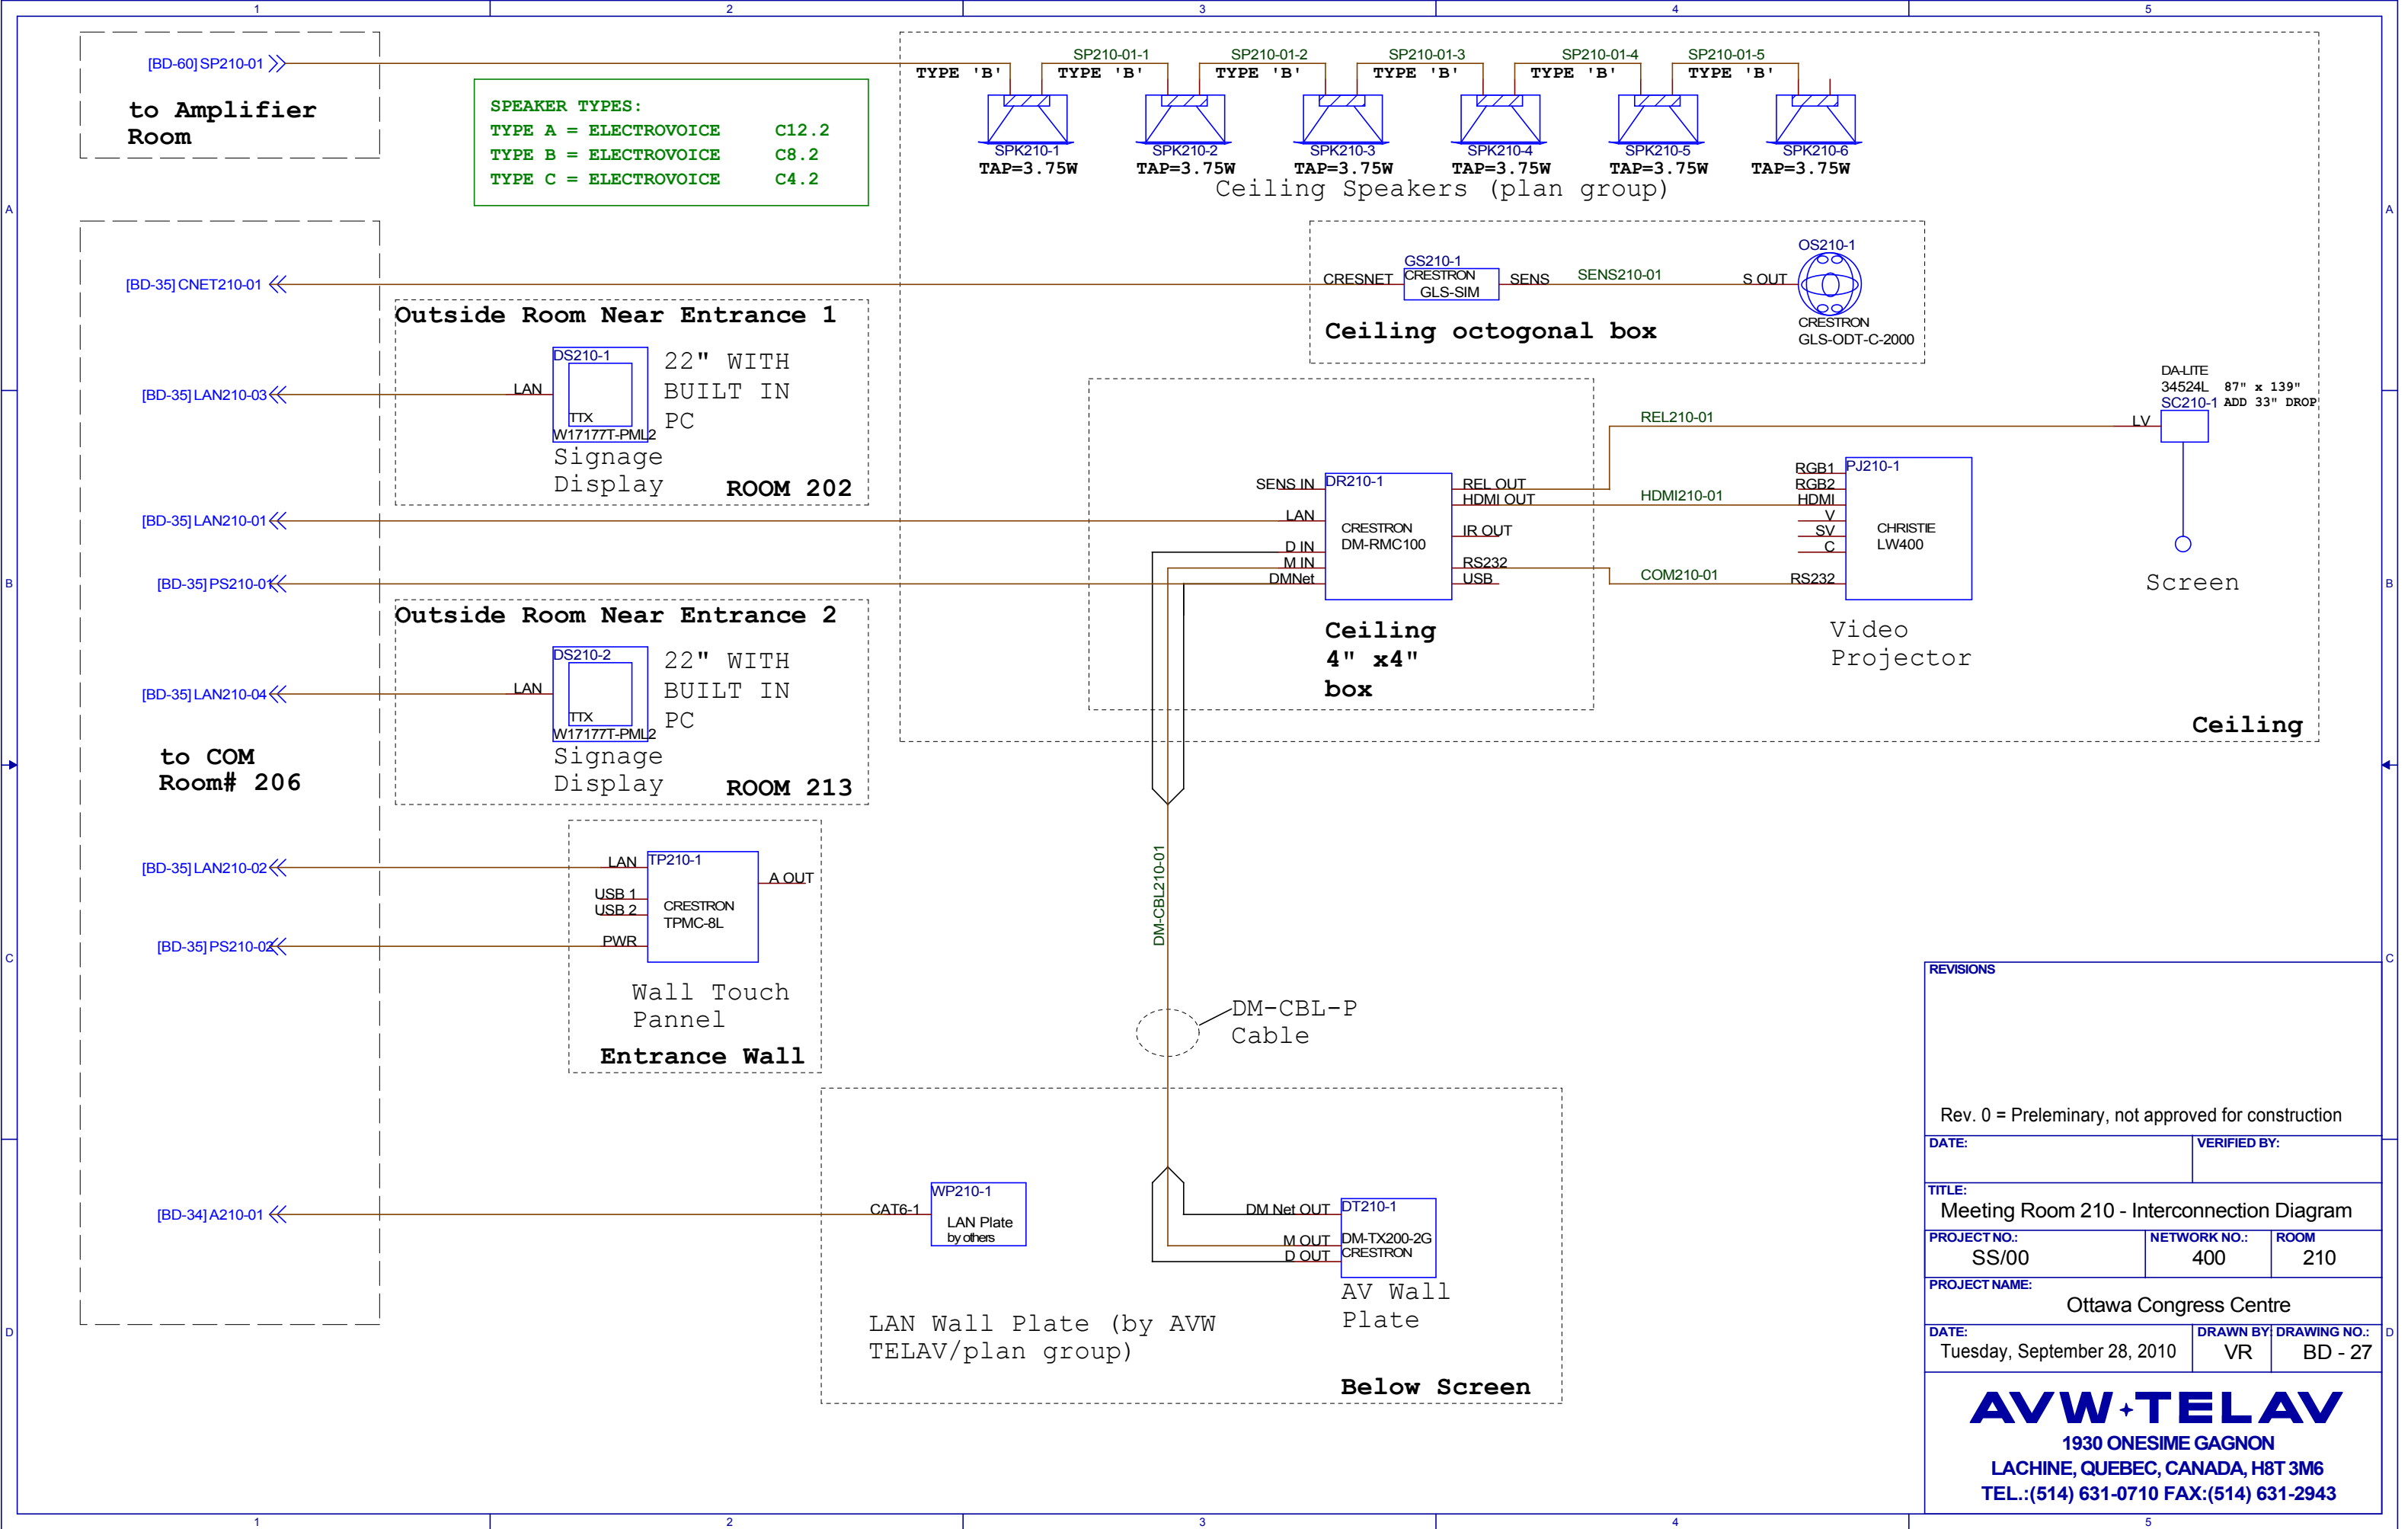 1 2 3 4 5
[BD-60] SP210-01
to Amplifier
Room
SPEAKER TYPES:
TYPE A = ELECTROVOICE C12.2
TYPE B = ELECTROVOICE C8.2
TYPE C = ELECTROVOICE C4.2
SP210-01-1 SP210-01-2 SP210-01-3 SP210-01-4 SP210-01-5
TYPE 'B' TYPE 'B' TYPE 'B' TYPE 'B' TYPE 'B' TYPE 'B'
SPK210-1 SPK210-2 SPK210-3 SPK210-4 SPK210-5 SPK210-6
TAP=3.75W TAP=3.75W TAP=3.75W TAP=3.75W TAP=3.75W TAP=3.75W
Ceiling Speakers (plan group)
A A
[BD-35] CNET210-01
CRESNET
GS210-1
CRESTRON
GLS-SIM
SENS
SENS210-01
S OUT
OS210-1
CRESTRON
GLS-ODT-C-2000
Ceiling octogonal box
Outside Room Near Entrance 1
[BD-35] LAN210-03
LAN
DS210-1
TTX
W17177T-PML2
22" WITH
BUILT IN
PC
Signage
Display
ROOM 202
DA-LITE
34524L 87" x 139"
SC210-1 ADD 33" DROP
LV
Screen
REL210-01
[BD-35] LAN210-01
[BD-35] PS210-01
SENS IN
LAN
D IN
M IN
DMNet
DR210-1
CRESTRON
DM-RMC100
REL OUT
HDMI OUT
IR OUT
RS232
USB
HDMI210-01
COM210-01
RGB1
RGB2
HDMI
V
SV
C
RS232
PJ210-1
CHRISTIE
LW400
Video
Projector
Ceiling
4" x4"
box
Ceiling
B B
Outside Room Near Entrance 2
[BD-35] LAN210-04
LAN
DS210-2
TTX
W17177T-PML2
22" WITH
BUILT IN
PC
Signage
Display
ROOM 213
to COM
Room# 206
[BD-35] LAN210-02
[BD-35] PS210-02
LAN
USB 1
USB 2
PWR
TP210-1
CRESTRON
TPMC-8L
A OUT
Wall Touch
Pannel
Entrance Wall
DM-CBL210-01
DM-CBL-P
Cable
C C
[BD-34] A210-01
CAT6-1
WP210-1
LAN Plate
by others
DM Net OUT
M OUT
D OUT
DT210-1
DM-TX200-2G
CRESTRON
AV Wall
Plate
LAN Wall Plate (by AVW
TELAV/plan group)
Below Screen
D D
REVISIONS
Rev. 0 = Preleminary, not approved for construction
DATE: VERIFIED BY:
TITLE:
Meeting Room 210 - Interconnection Diagram
PROJECT NO.: NETWORK NO.: ROOM
SS/00 400 210
PROJECT NAME:
Ottawa Congress Centre
DATE: DRAWN BY: DRAWING NO.:
Tuesday, September 28, 2010 VR BD - 27
AVW TELAV
1930 ONESIME GAGNON
LACHINE, QUEBEC, CANADA, H8T 3M6
TEL.:(514) 631-0710 FAX:(514) 631-2943
1 2 3 4 5